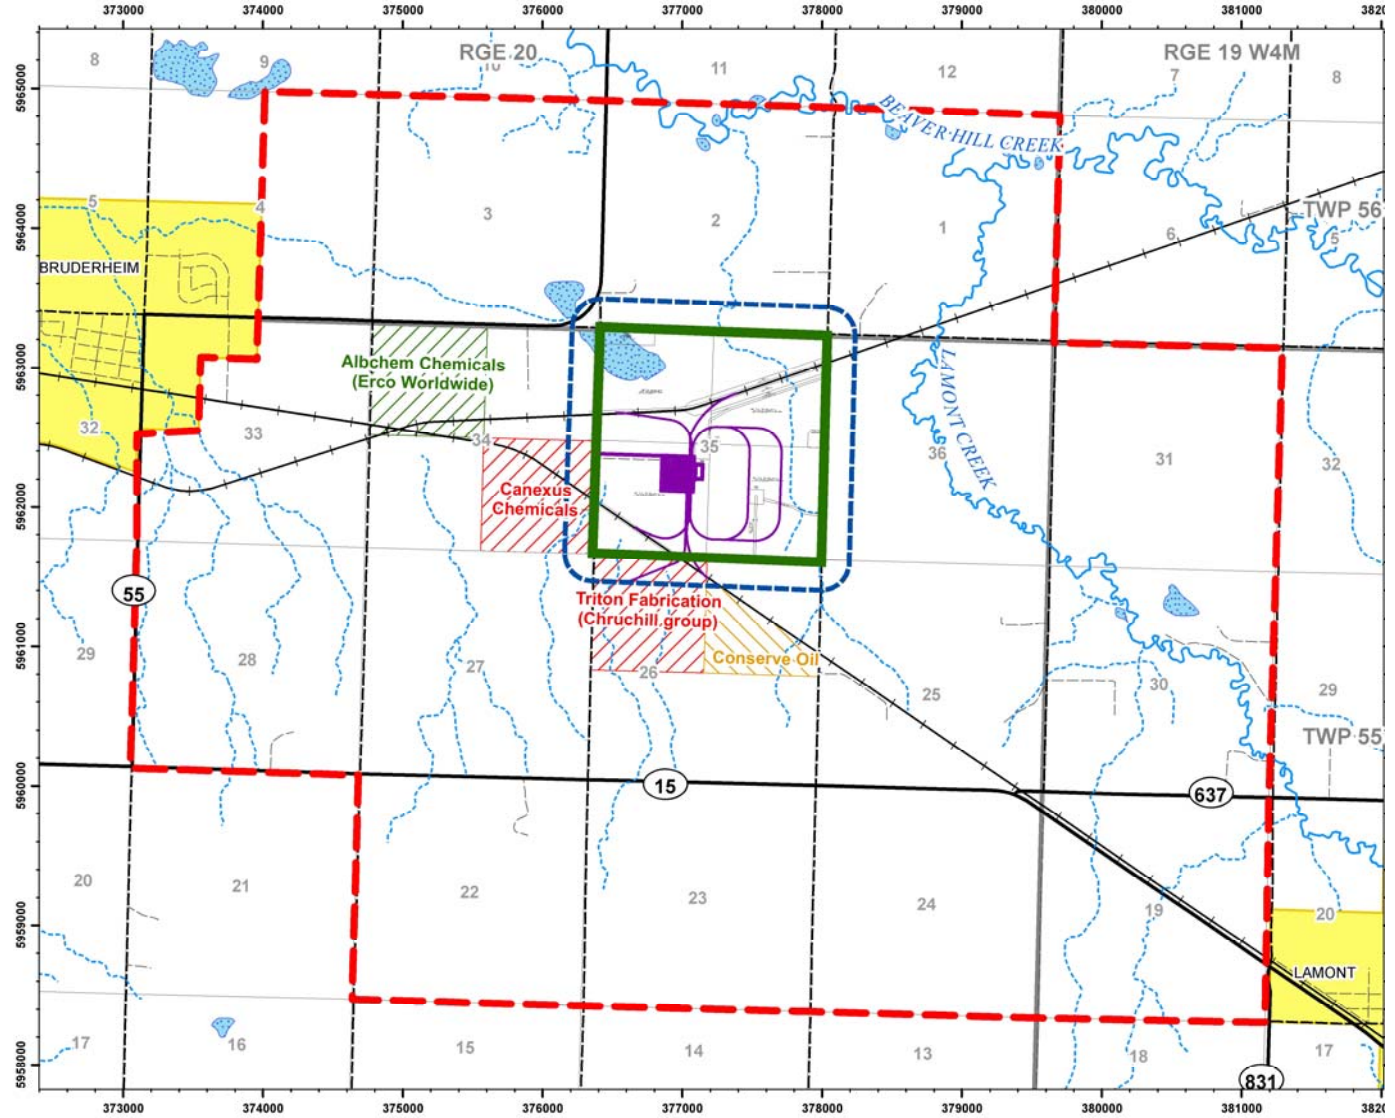 373000 374000 375000 376000 377000 378000 379000 380000 381000 3820
8 9 RGE 20 10 11 12 RGE 19 W4M 7 8
5965000
BEAVER HILL CREEK
5 4 3 2 1 6 TWP 56
5
5964000
BRUDERHEIM
5963000
Albchem Chemicals
(Erco Worldwide)
LAMONT CREEK
32 33 34 35 36 31 32
Canexus
Chemicals
5962000
55
Triton Fabrication
(Chruchill group)
Conserve Oil
5961000
29 28 27 26 25 30 29
TWP 55
5960000
15 637
20 21 22 23 24 19 20
5959000
LAMONT
17 16 15 14 13 18 17
5958000
831
373000 374000 375000 376000 377000 378000 379000 380000 381000 3820